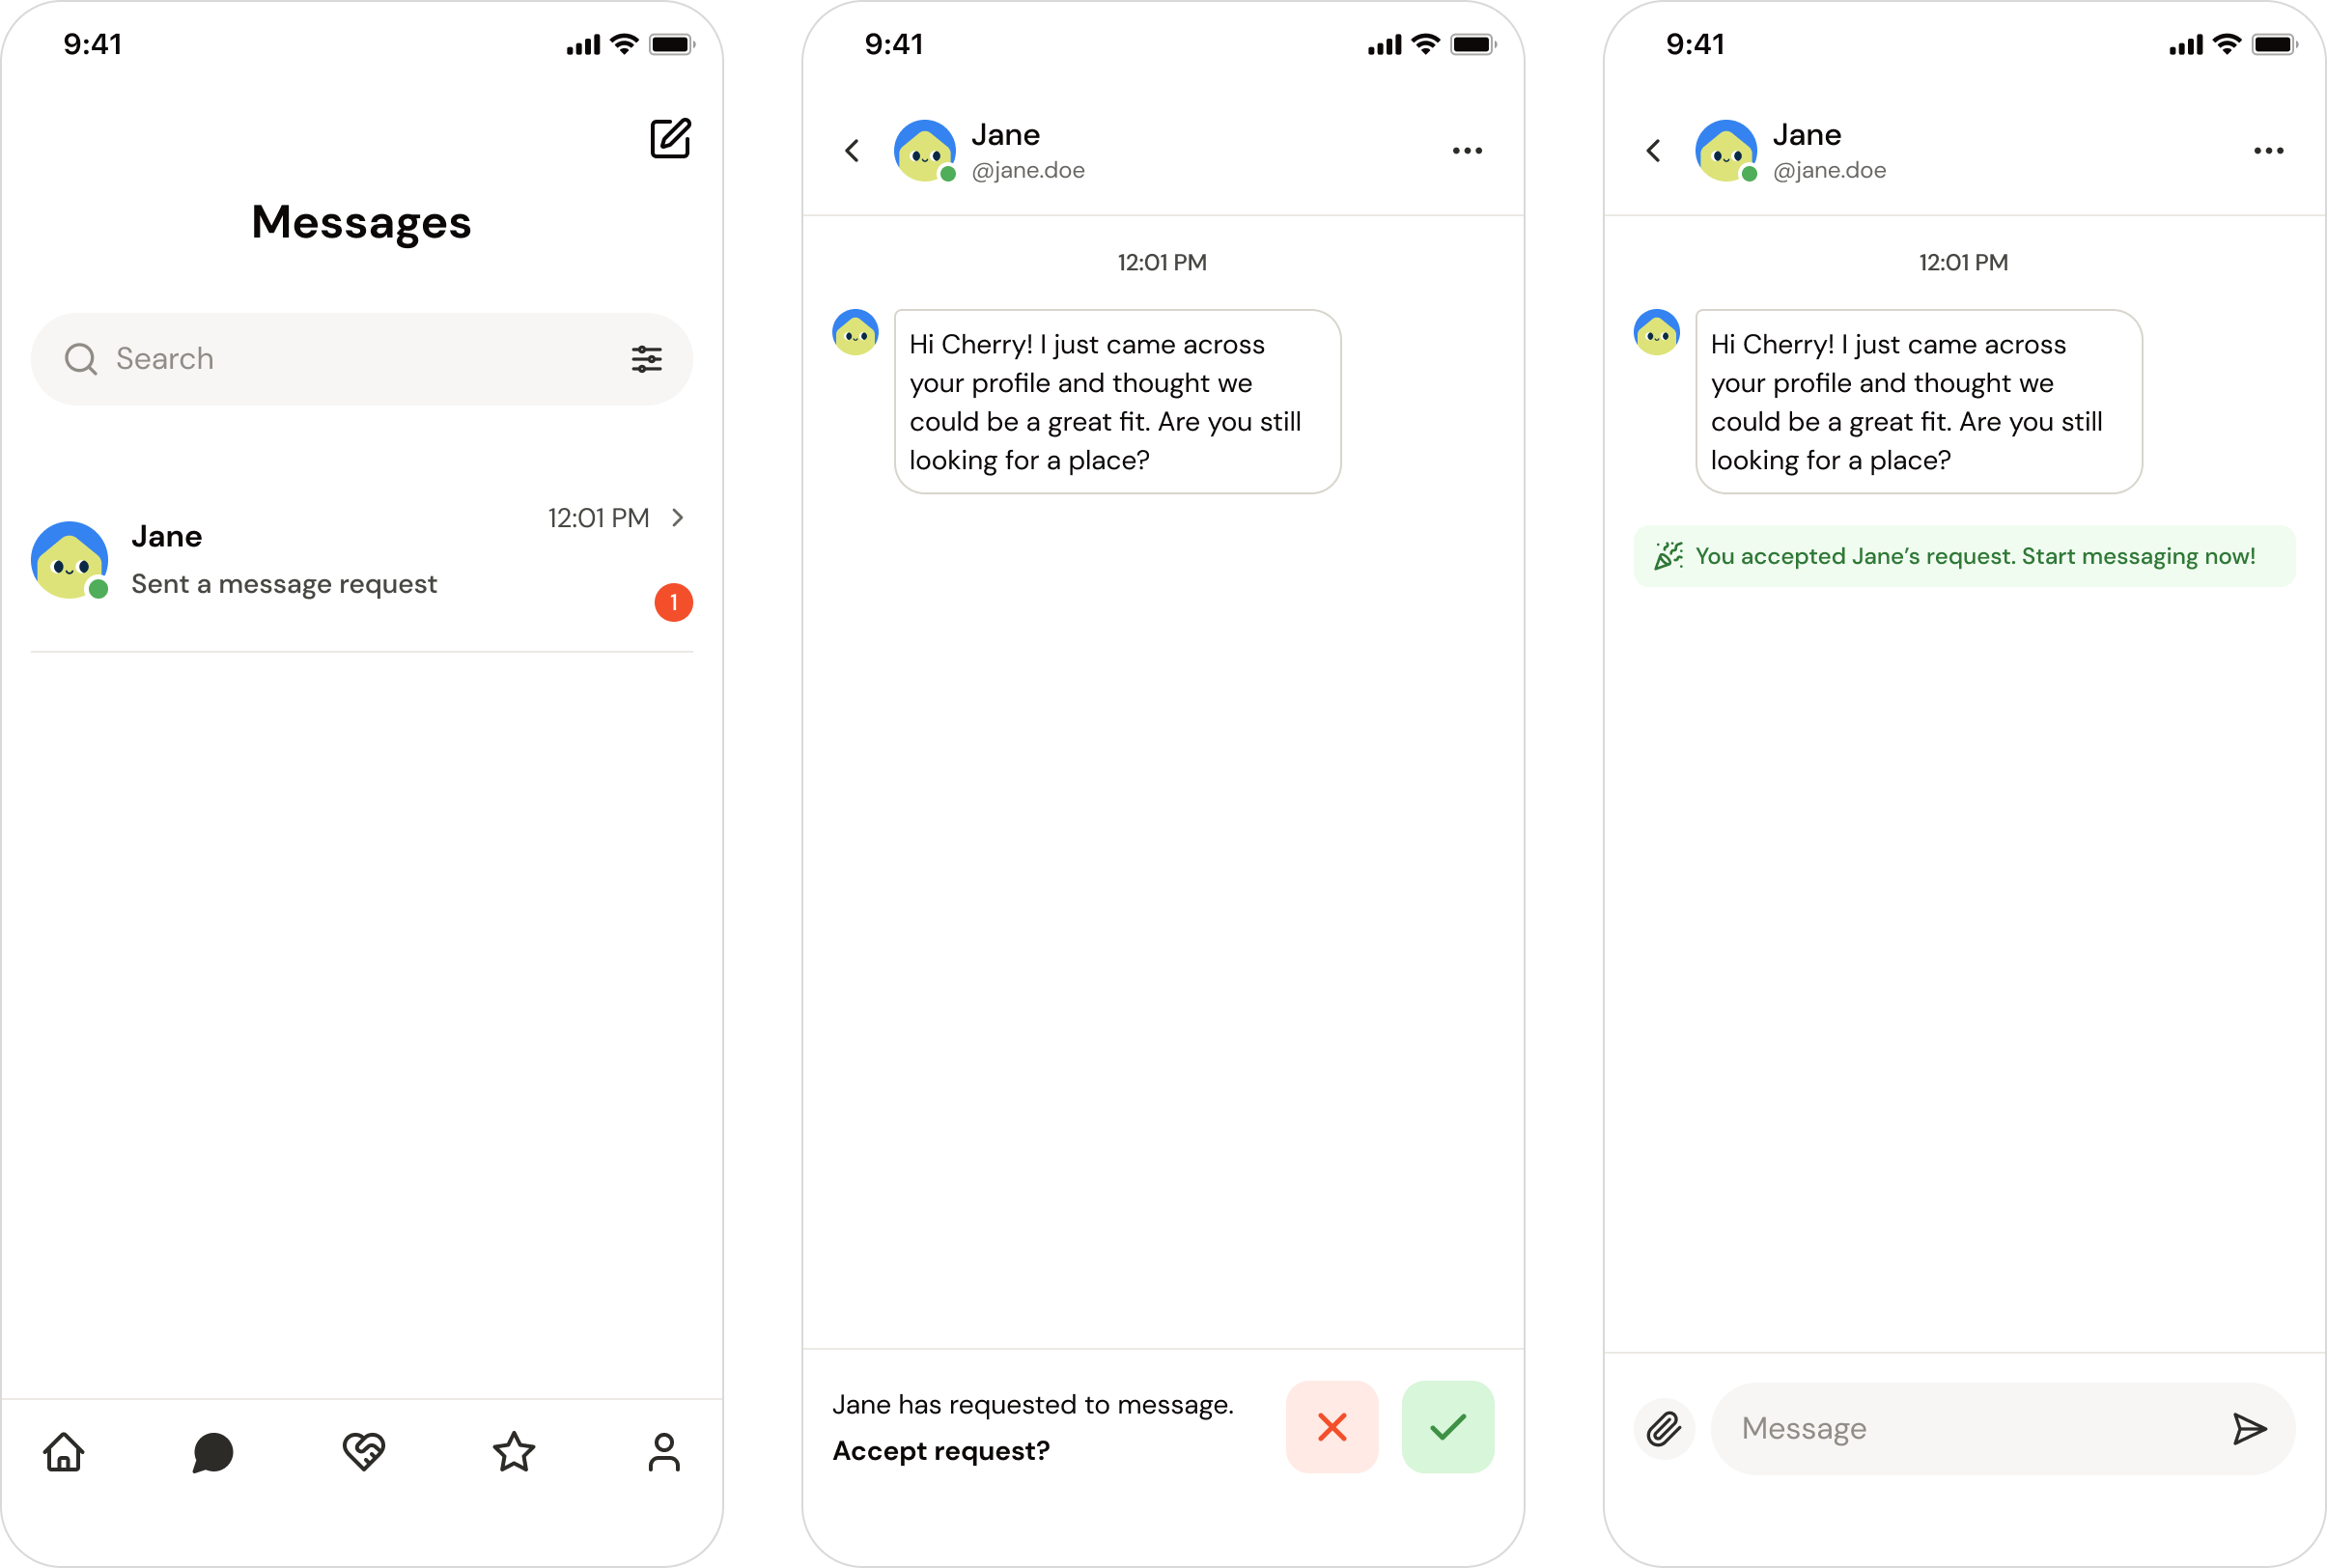 9:41
Messages
Search
Jane
12:01 PM
Sent a message request
1
9:41
Jane
@jane.doe
12:01 PM
Hi Cherry! I just came across
your profile and thought we
could be a great fit. Are you still
looking for a place?
Jane has requested to message.
Accept request?
9:41
Jane
@jane.doe
12:01 PM
Hi Cherry! I just came across
your profile and thought we
could be a great fit. Are you still
looking for a place?
You accepted Jane’s request. Start messaging now!
Message